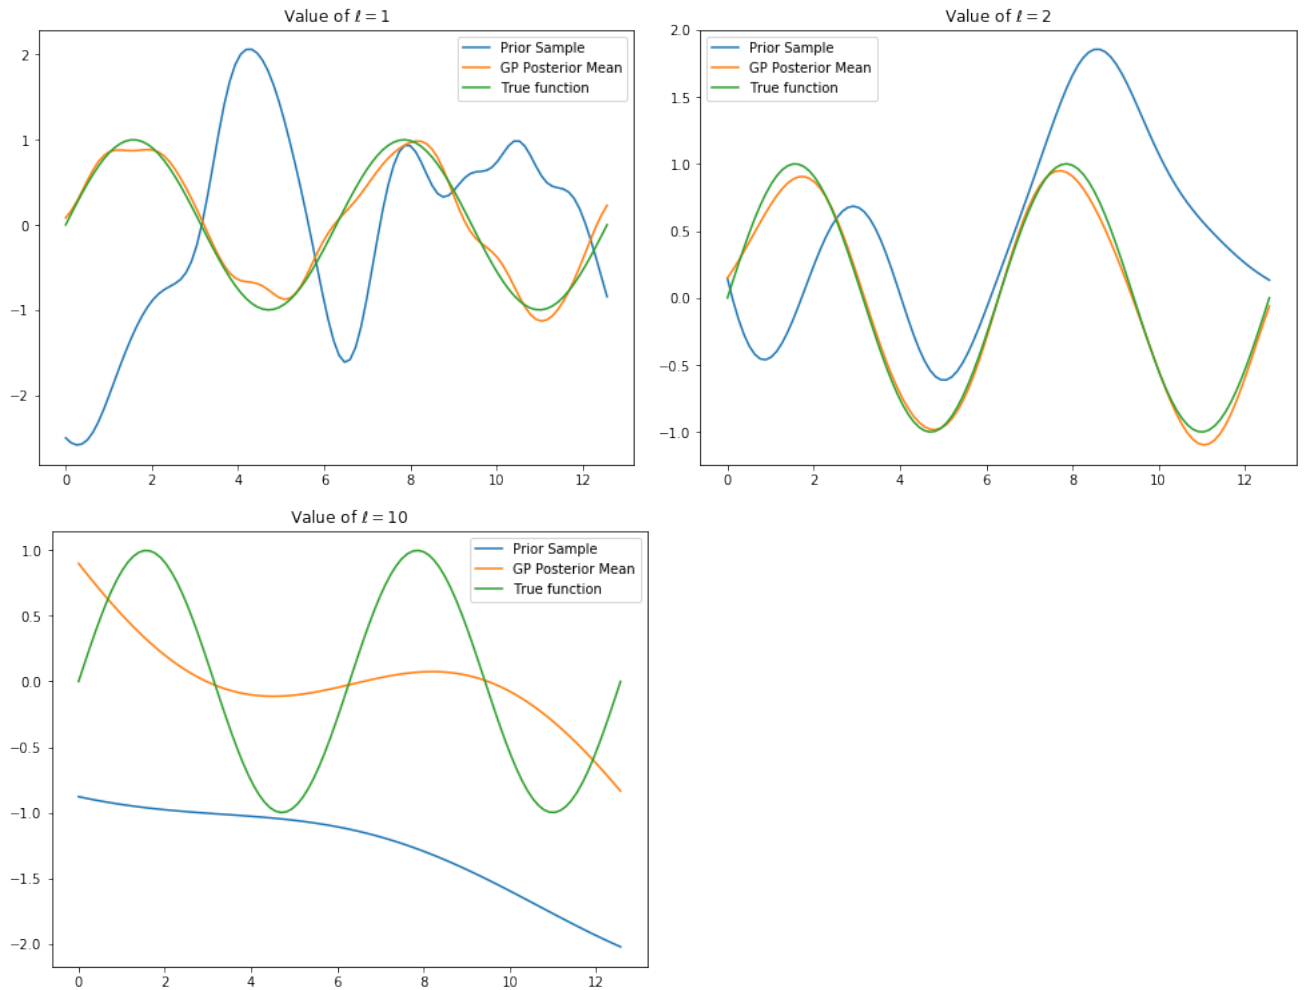 Value of ℓ = 1
Prior Sample
GP Posterior Mean
True function
2
1
0
−1
−2
0 2 4 6 8 10 12
Value of ℓ = 2
Prior Sample
GP Posterior Mean
True function
2.0
1.5
1.0
0.5
0.0
−0.5
−1.0
0 2 4 6 8 10 12
Value of ℓ = 10
Prior Sample
GP Posterior Mean
True function
1.0
0.5
0.0
−0.5
−1.0
−1.5
−2.0
0 2 4 6 8 10 12